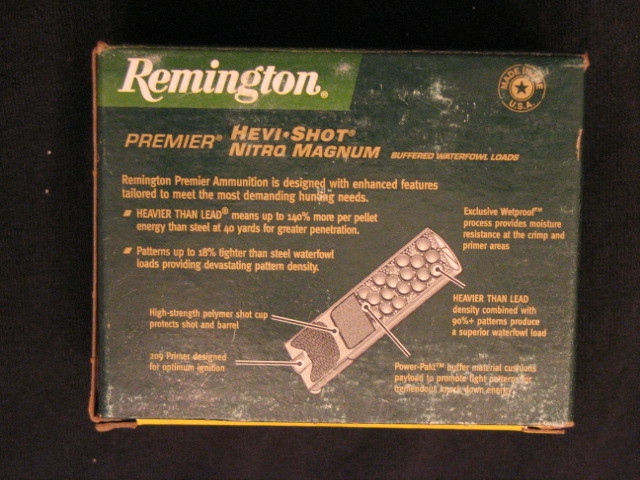 Remington®
MADE IN THE
U.S.A.
PREMIER® HEVI•SHOT®
NITRO MAGNUM BUFFERED WATERFOWL LOADS
Remington Premier Ammunition is designed with enhanced features
tailored to meet the most demanding hunting needs.
HEAVIER THAN LEAD® means up to 140% more per pellet
energy than steel at 40 yards for greater penetration.
Patterns up to 18% tighter than steel waterfowl
loads providing devastating pattern density.
Exclusive Wetproof™
process provides moisture
resistance at the crimp and
primer areas
HEAVIER THAN LEAD
density combined with
90%+ patterns produce
a superior waterfowl load
High-strength polymer shot cup
protects shot and barrel
209 Primer designed
for optimum ignition
Power-Pakt™ buffer material cushions
payload to promote tight patterns for
tremendous knock-down energy